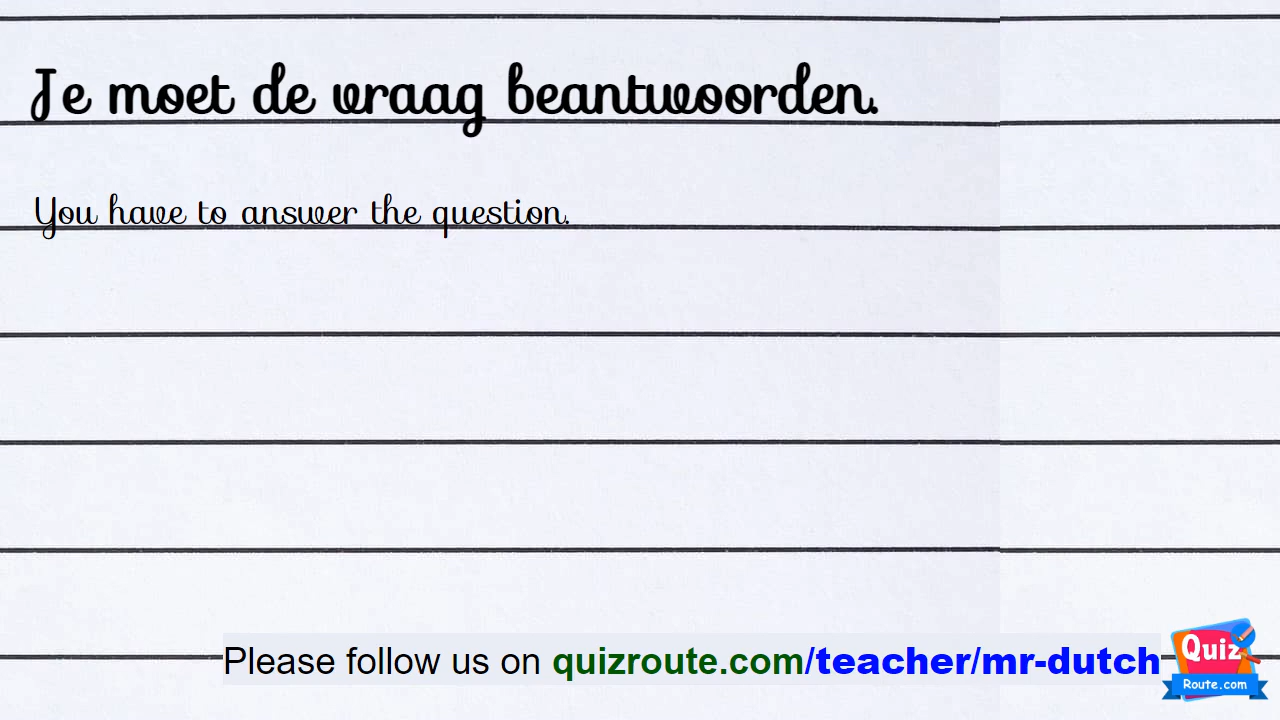 Je moet de vraag beantwoorden.
You have to answer the question.
Please follow us on quizroute.com/teacher/mr-dutch
Quiz
Route.com